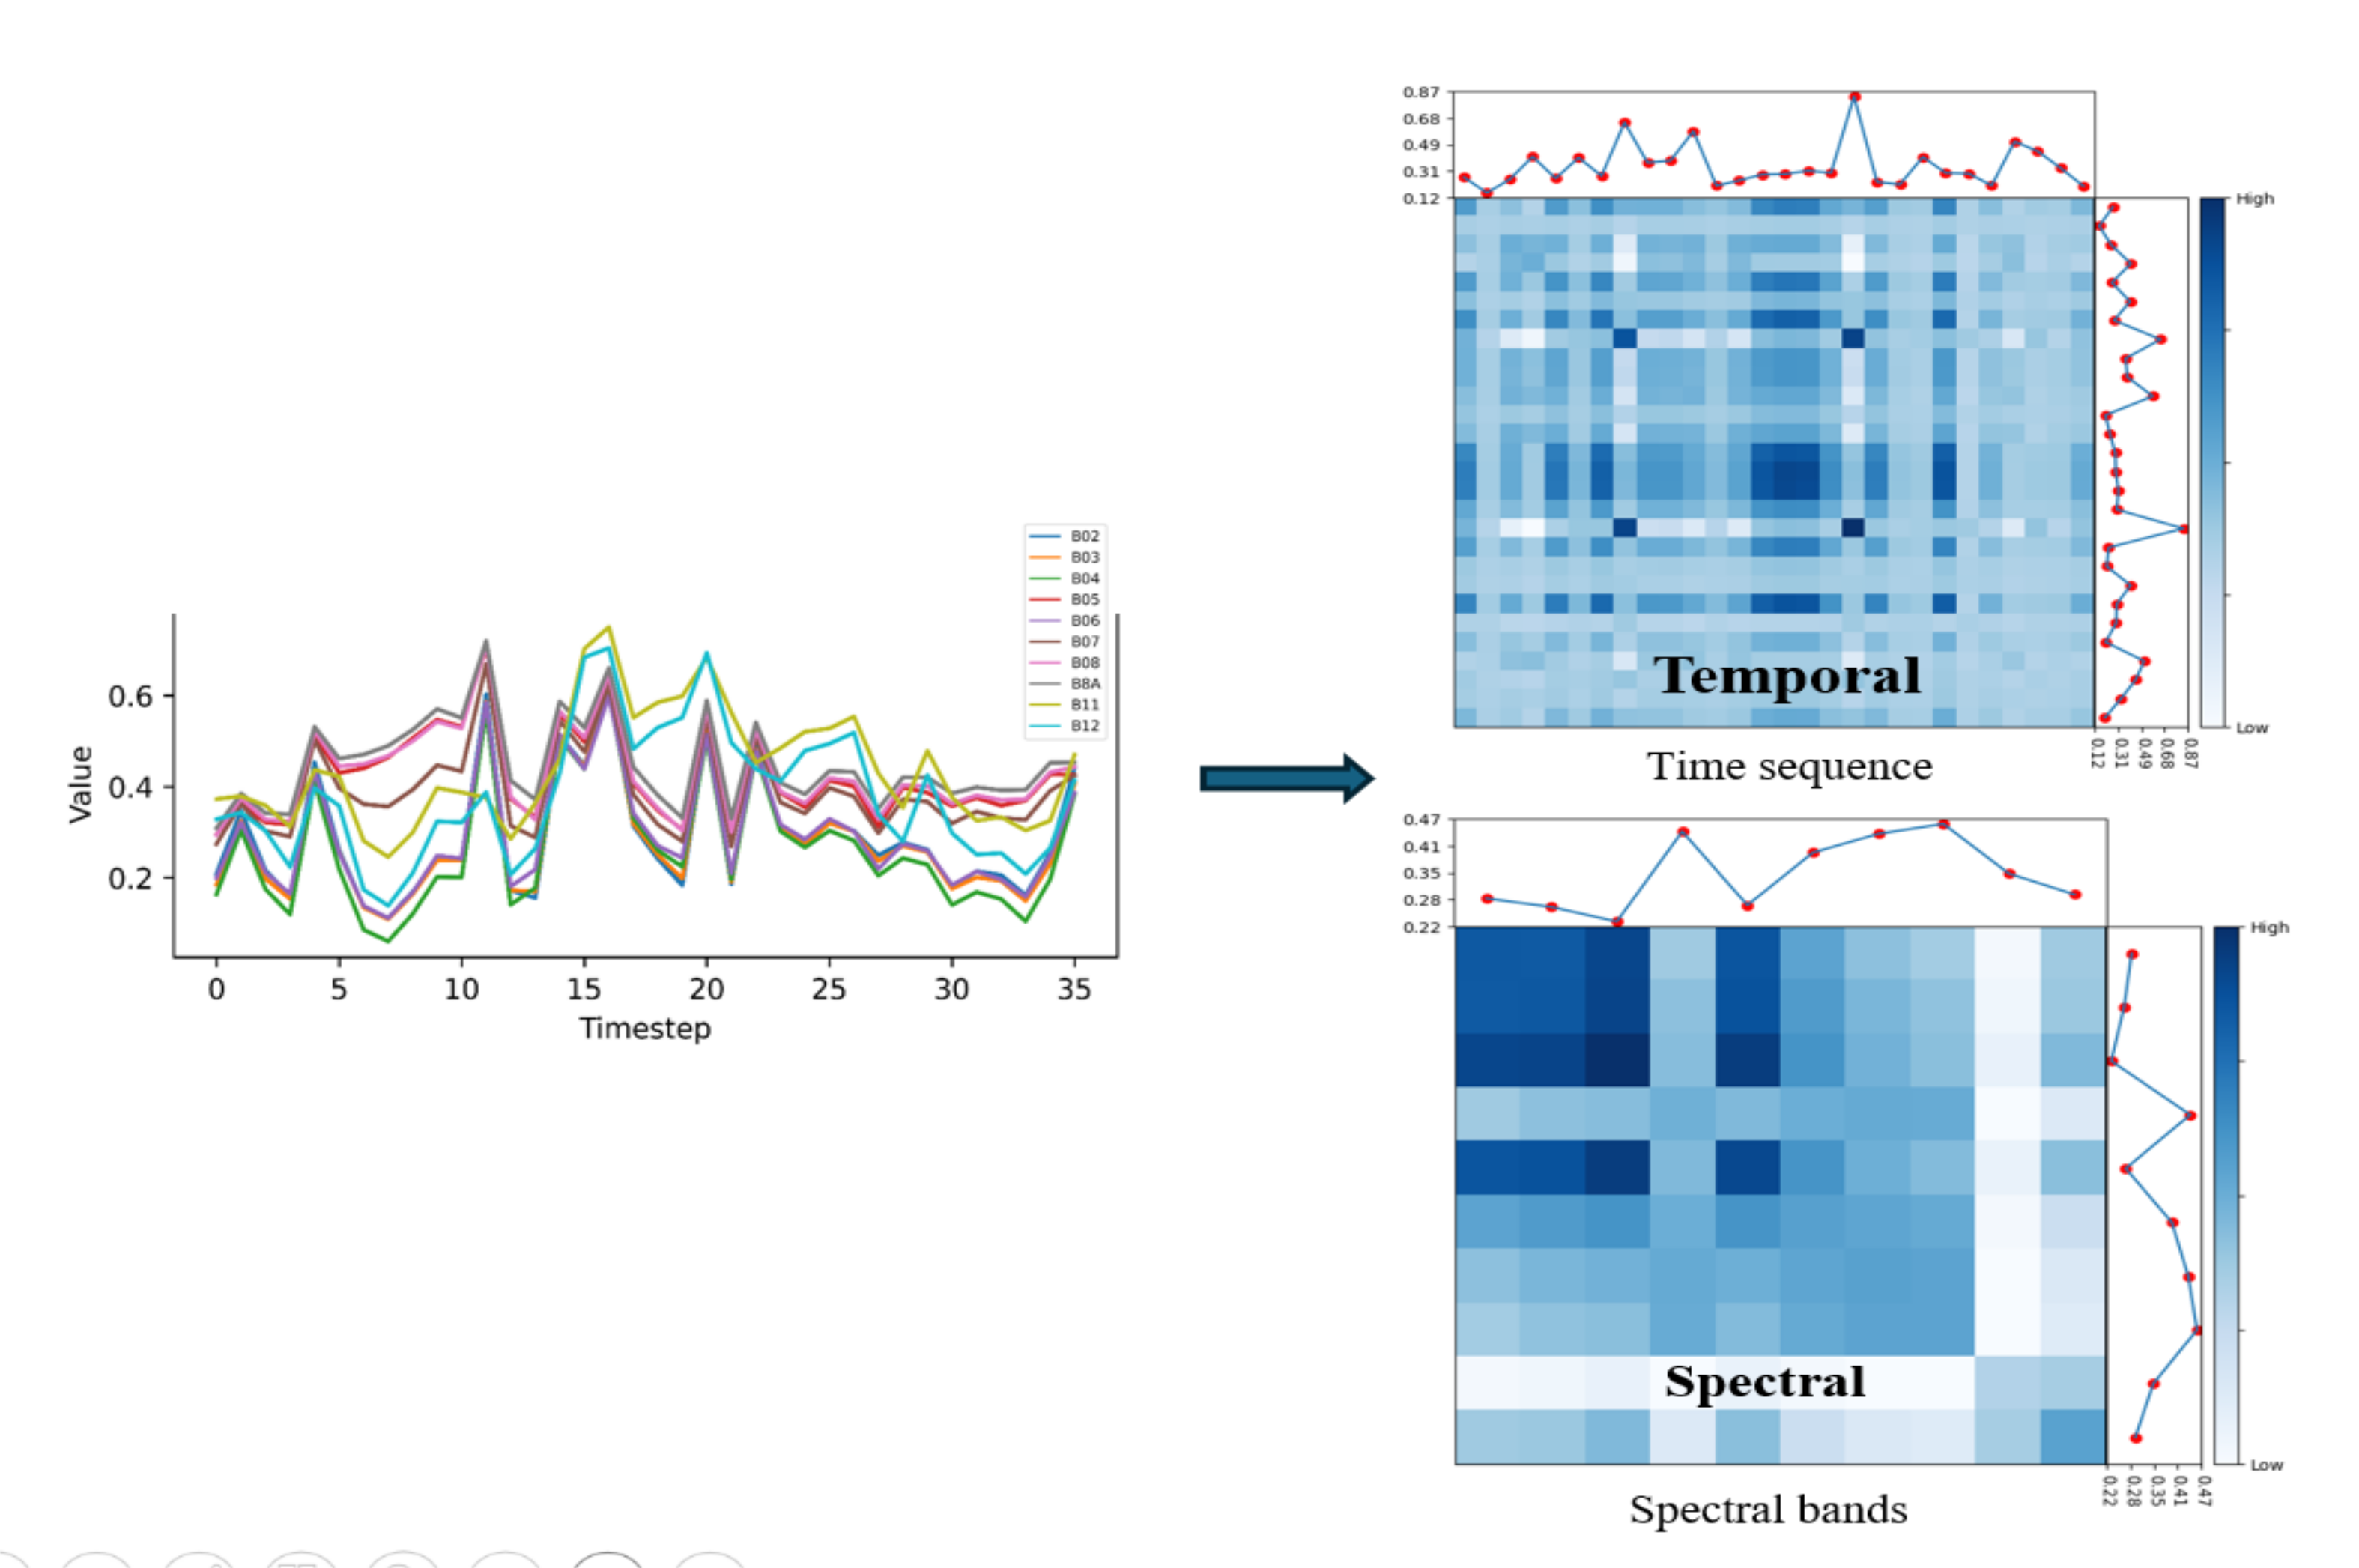 B02
B03
B04
B05
B06
B07
B08
B8A
B11
B12
0.6
0.4
0.2
Value
0 5 10 15 20 25 30 35
Timestep
0.87
0.68
0.49
0.31
0.12
High
Low
Temporal
0.12 0.31 0.49 0.68 0.87
Time sequence
0.47
0.41
0.35
0.28
0.22
High
Low
Spectral
0.22 0.28 0.35 0.41 0.47
Spectral bands